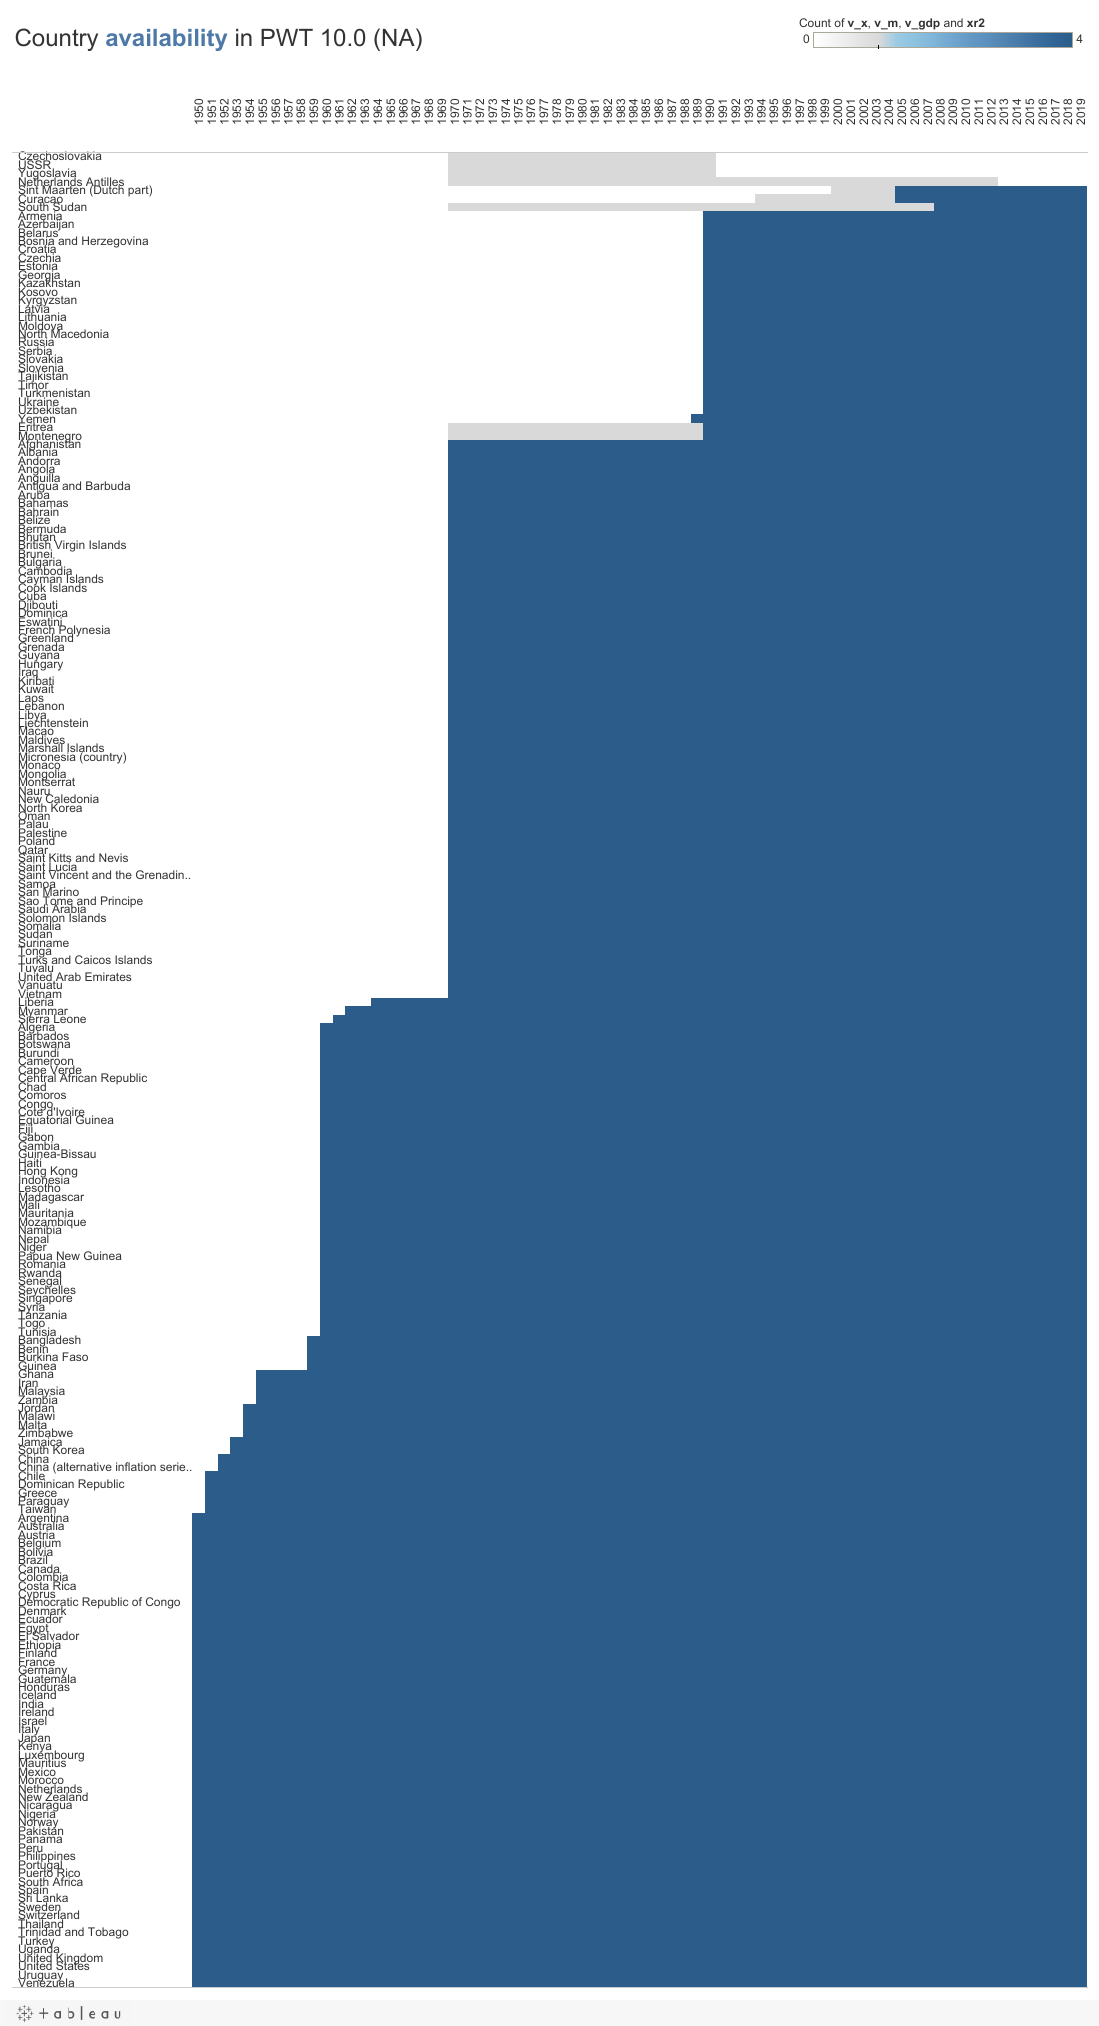 Country availability in PWT 10.0 (NA)
Count of v_x, v_m, v_gdp and xr2
0 4
1950 1951 1952 1953 1954 1955 1956 1957 1958 1959 1960 1961 1962 1963 1964 1965 1966 1967 1968 1969 1970 1971 1972 1973 1974 1975 1976 1977 1978 1979 1980 1981 1982 1983 1984 1985 1986 1987 1988 1989 1990 1991 1992 1993 1994 1995 1996 1997 1998 1999 2000 2001 2002 2003 2004 2005 2006 2007 2008 2009 2010 2011 2012 2013 2014 2015 2016 2017 2018 2019
Czechoslovakia
USSR
Yugoslavia
Netherlands Antilles
Sint Maarten (Dutch part)
Curacao
South Sudan
Armenia
Azerbaijan
Belarus
Bosnia and Herzegovina
Croatia
Czechia
Estonia
Georgia
Kazakhstan
Kosovo
Kyrgyzstan
Latvia
Lithuania
Moldova
North Macedonia
Russia
Serbia
Slovakia
Slovenia
Tajikistan
Timor
Turkmenistan
Ukraine
Uzbekistan
Yemen
Eritrea
Montenegro
Afghanistan
Albania
Andorra
Angola
Anguilla
Antigua and Barbuda
Aruba
Bahamas
Bahrain
Belize
Bermuda
Bhutan
British Virgin Islands
Brunei
Bulgaria
Cambodia
Cayman Islands
Cook Islands
Cuba
Djibouti
Dominica
Eswatini
French Polynesia
Greenland
Grenada
Guyana
Hungary
Iraq
Kiribati
Kuwait
Laos
Lebanon
Libya
Liechtenstein
Macao
Maldives
Marshall Islands
Micronesia (country)
Monaco
Mongolia
Montserrat
Nauru
New Caledonia
North Korea
Oman
Palau
Palestine
Poland
Qatar
Saint Kitts and Nevis
Saint Lucia
Saint Vincent and the Grenadin..
Samoa
San Marino
Sao Tome and Principe
Saudi Arabia
Solomon Islands
Somalia
Sudan
Suriname
Tonga
Turks and Caicos Islands
Tuvalu
United Arab Emirates
Vanuatu
Vietnam
Liberia
Myanmar
Sierra Leone
Algeria
Barbados
Botswana
Burundi
Cameroon
Cape Verde
Central African Republic
Chad
Comoros
Congo
Cote d'Ivoire
Equatorial Guinea
Fiji
Gabon
Gambia
Guinea-Bissau
Haiti
Hong Kong
Indonesia
Lesotho
Madagascar
Mali
Mauritania
Mozambique
Namibia
Nepal
Niger
Papua New Guinea
Romania
Rwanda
Senegal
Seychelles
Singapore
Syria
Tanzania
Togo
Tunisia
Bangladesh
Benin
Burkina Faso
Guinea
Ghana
Iran
Malaysia
Zambia
Jordan
Malawi
Malta
Zimbabwe
Jamaica
South Korea
China
China (alternative inflation serie..
Chile
Dominican Republic
Greece
Paraguay
Taiwan
Argentina
Australia
Austria
Belgium
Bolivia
Brazil
Canada
Colombia
Costa Rica
Cyprus
Democratic Republic of Congo
Denmark
Ecuador
Egypt
El Salvador
Ethiopia
Finland
France
Germany
Guatemala
Honduras
Iceland
India
Ireland
Israel
Italy
Japan
Kenya
Luxembourg
Mauritius
Mexico
Morocco
Netherlands
New Zealand
Nicaragua
Nigeria
Norway
Pakistan
Panama
Peru
Philippines
Portugal
Puerto Rico
South Africa
Spain
Sri Lanka
Sweden
Switzerland
Thailand
Trinidad and Tobago
Turkey
Uganda
United Kingdom
United States
Uruguay
Venezuela
+ a b l e a u